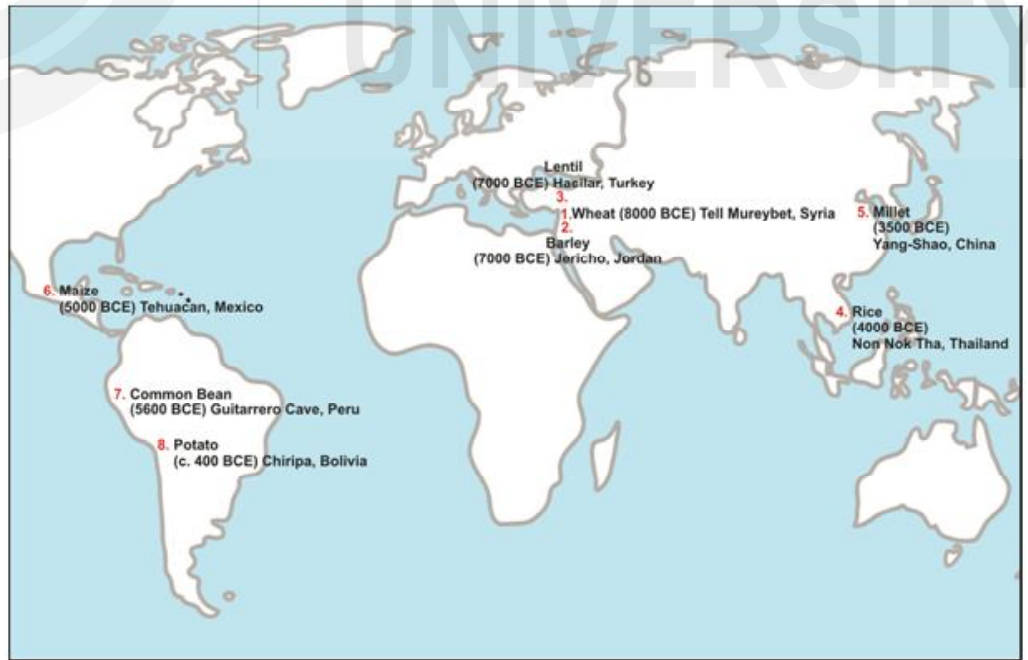 UNIVERSITY
Lentil
(7000 BCE) Hacilar, Turkey
3.
1. Wheat (8000 BCE) Tell Mureybet, Syria
2.
Barley
(7000 BCE) Jericho, Jordan
5. Millet
(3500 BCE)
Yang-Shao, China
6. Maize
(5000 BCE) Tehuacan, Mexico
4. Rice
(4000 BCE)
Non Nok Tha, Thailand
7. Common Bean
(5600 BCE) Guitarrero Cave, Peru
8. Potato
(c. 400 BCE) Chiripa, Bolivia